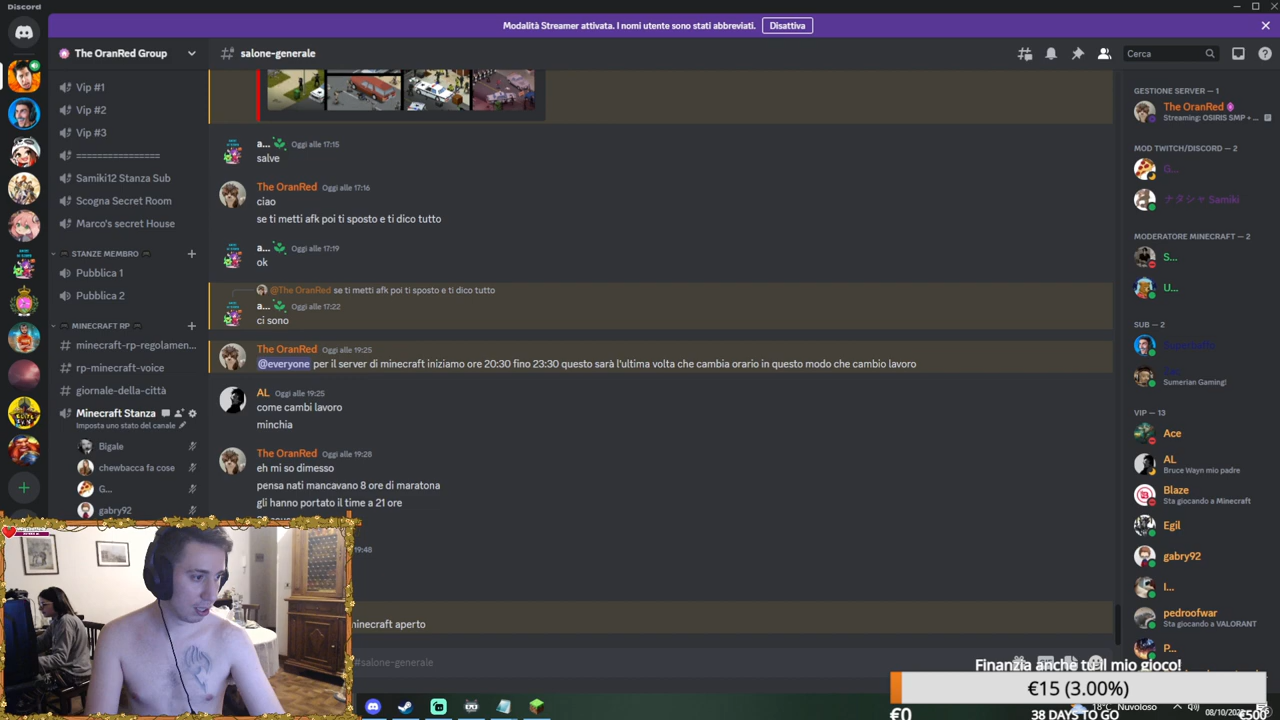 Discord
Modalità Streamer attivata. I nomi utente sono stati abbreviati.
Disattiva
The OranRed Group
salone-generale
Cerca
Vip #1
Vip #2
Vip #3
================
Samiki12 Stanza Sub
Scogna Secret Room
Marco's secret House
STANZE MEMBRO
Pubblica 1
Pubblica 2
MINECRAFT RP
minecraft-rp-regolamen...
rp-minecraft-voice
giornale-della-città
Minecraft Stanza
Imposta uno stato del canale
Bigale
chewbacca fa cose
G...
gabry92
a... Oggi alle 17:15
salve
The OranRed Oggi alle 17:16
ciao
se ti metti afk poi ti sposto e ti dico tutto
a... Oggi alle 17:19
ok
@The OranRed se ti metti afk poi ti sposto e ti dico tutto
a... Oggi alle 17:22
ci sono
The OranRed Oggi alle 19:25
@everyone per il server di minecraft iniziamo ore 20:30 fino 23:30 questo sarà l'ultima volta che cambia orario in questo modo che cambio lavoro
AL Oggi alle 19:25
come cambi lavoro
minchia
The OranRed Oggi alle 19:28
eh mi so dimesso
pensa nati mancavano 8 ore di maratona
gli hanno portato il time a 21 ore
19:48
minecraft aperto
#salone-generale
GESTIONE SERVER — 1
The OranRed
Streaming: OSIRIS SMP + ...
MOD TWITCH/DISCORD — 2
G...
ナタシャ Samiki
MODERATORE MINECRAFT — 2
S...
U...
SUB — 2
Sumerian Gaming!
VIP — 13
Ace
AL
Bruce Wayn mio padre
Blaze
Sta giocando a Minecraft
Egil
gabry92
I...
pedroofwar
Sta giocando a VALORANT
P...
Finanzia anche tu il mio gioco!
€15 (3.00%)
€0
38 DAYS TO GO
€500
18°C Nuvoloso